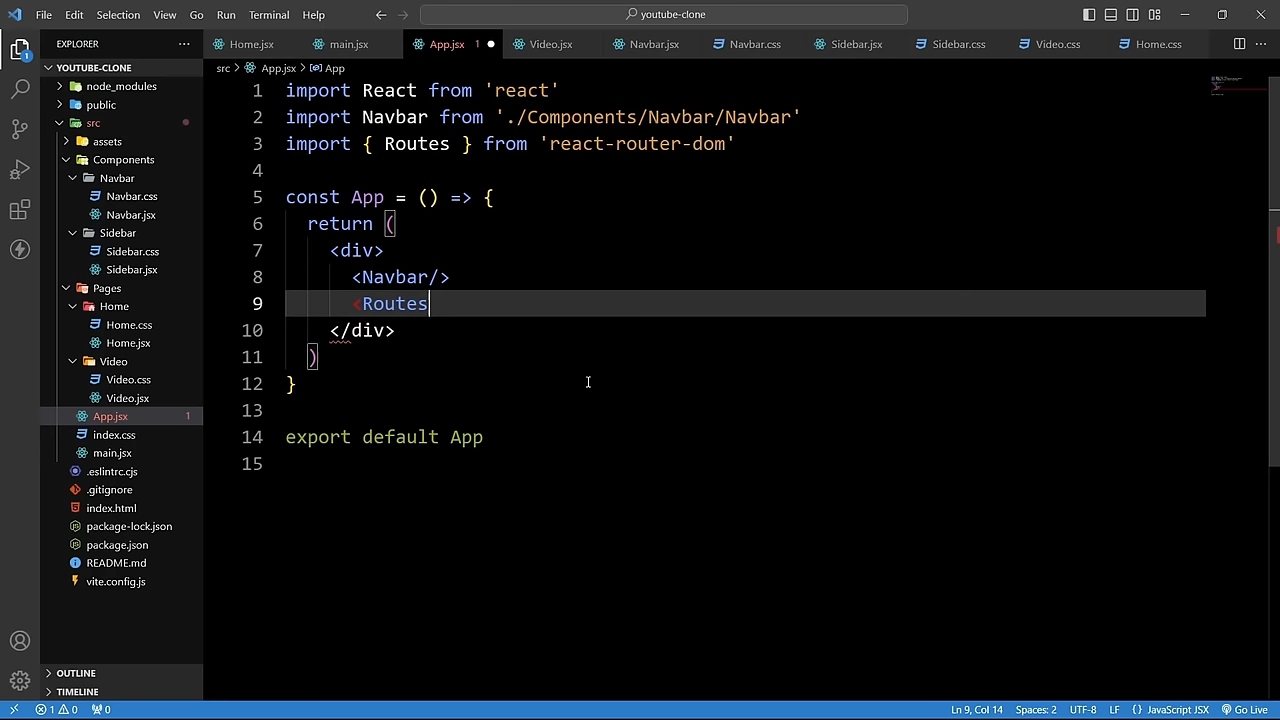 File Edit Selection View Go Run Terminal Help youtube-clone
EXPLORER
Home.jsx main.jsx App.jsx 1 Video.jsx Navbar.jsx Navbar.css Sidebar.jsx Sidebar.css Video.css Home.css
src > App.jsx > App
YOUTUBE-CLONE
node_modules
public
src
assets
Components
Navbar
Navbar.css
Navbar.jsx
Sidebar
Sidebar.css
Sidebar.jsx
Pages
Home
Home.css
Home.jsx
Video
Video.css
Video.jsx
App.jsx 1
index.css
main.jsx
.eslintrc.cjs
.gitignore
index.html
package-lock.json
package.json
README.md
vite.config.js
OUTLINE
TIMELINE
1 import React from 'react'
2 import Navbar from './Components/Navbar/Navbar'
3 import { Routes } from 'react-router-dom'
4
5 const App = () => {
6 return (
7 <div>
8 <Navbar/>
9 <Routes
10 </div>
11 )
12 }
13
14 export default App
15
1
1 0 0 Ln 9, Col 14 Spaces: 2 UTF-8 LF {} JavaScript JSX Go Live